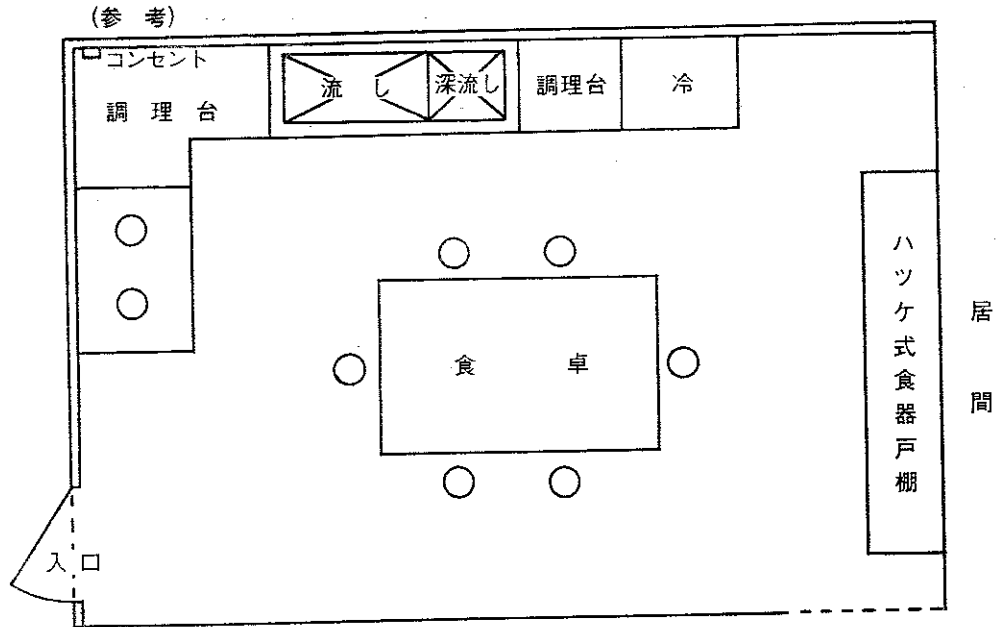 (参 考)
コンセント
調 理 台
流 し
深流し
調理台
冷
食 卓
ハツケ式食器戸棚
居間
入口